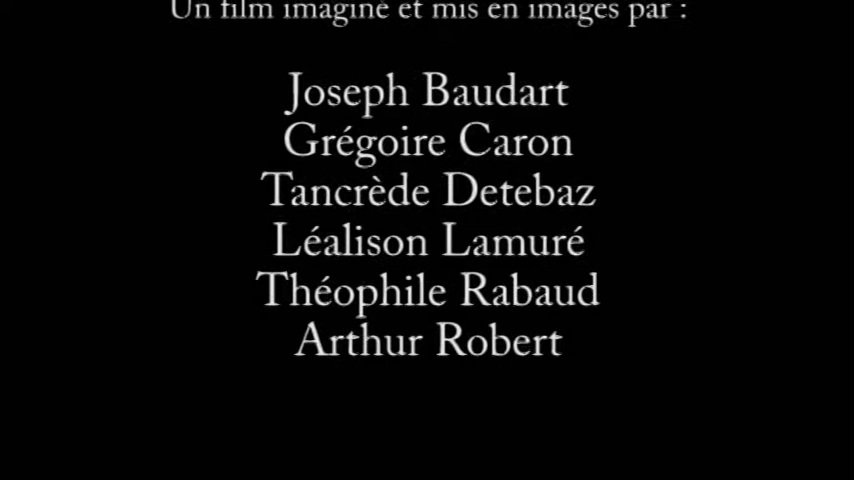 Un film imaginé et mis en images par :
Joseph Baudart
Grégoire Caron
Tancrède Detebaz
Léalison Lamuré
Théophile Rabaud
Arthur Robert